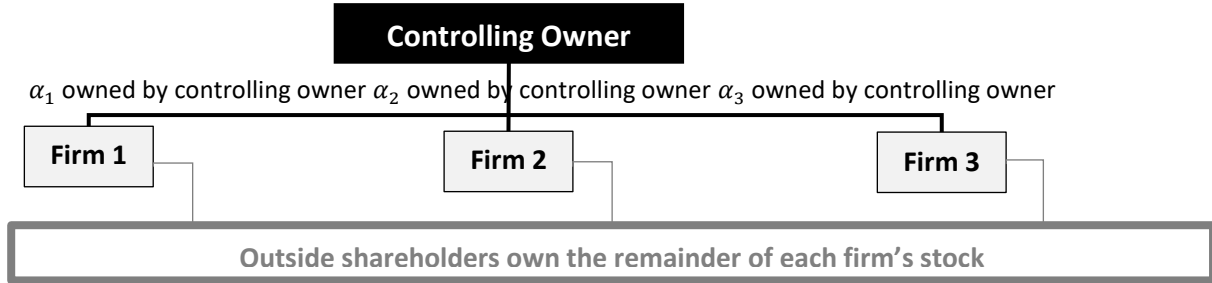 Controlling Owner
α₁ owned by controlling owner α₂ owned by controlling owner α₃ owned by controlling owner
Firm 1 Firm 2 Firm 3
Outside shareholders own the remainder of each firm's stock